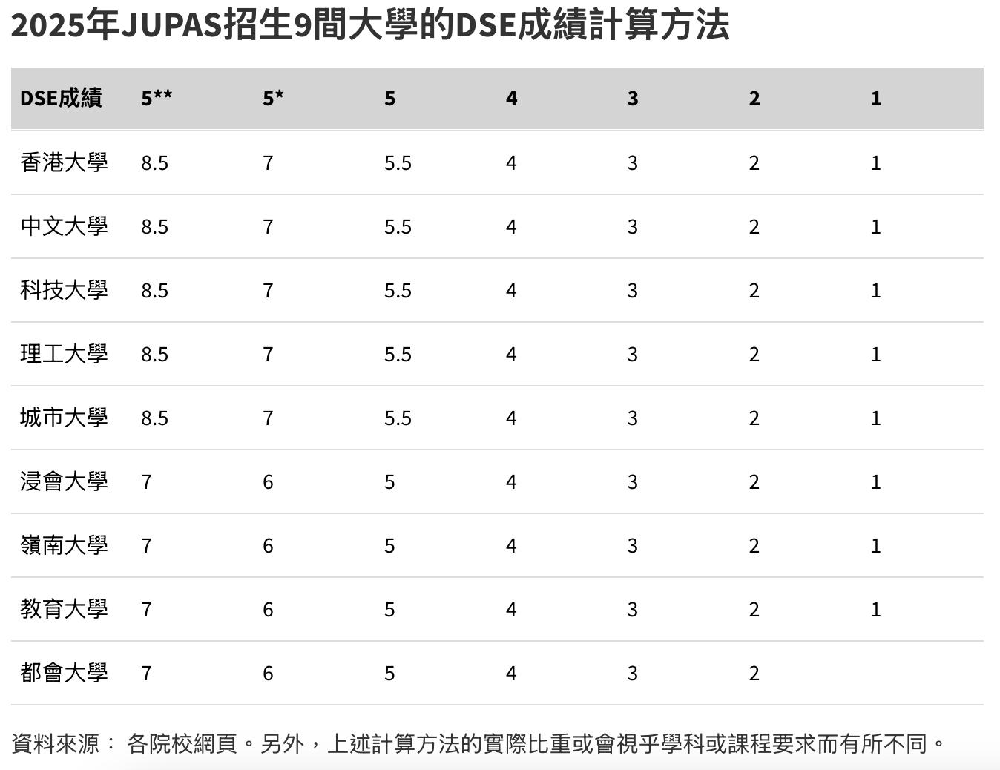 2025年JUPAS招生9間大學的DSE成績計算方法
DSE成績 5** 5* 5 4 3 2 1
香港大學 8.5 7 5.5 4 3 2 1
中文大學 8.5 7 5.5 4 3 2 1
科技大學 8.5 7 5.5 4 3 2 1
理工大學 8.5 7 5.5 4 3 2 1
城市大學 8.5 7 5.5 4 3 2 1
浸會大學 7 6 5 4 3 2 1
嶺南大學 7 6 5 4 3 2 1
教育大學 7 6 5 4 3 2 1
都會大學 7 6 5 4 3 2
資料來源： 各院校網頁。另外，上述計算方法的實際比重或會視乎學科或課程要求而有所不同。